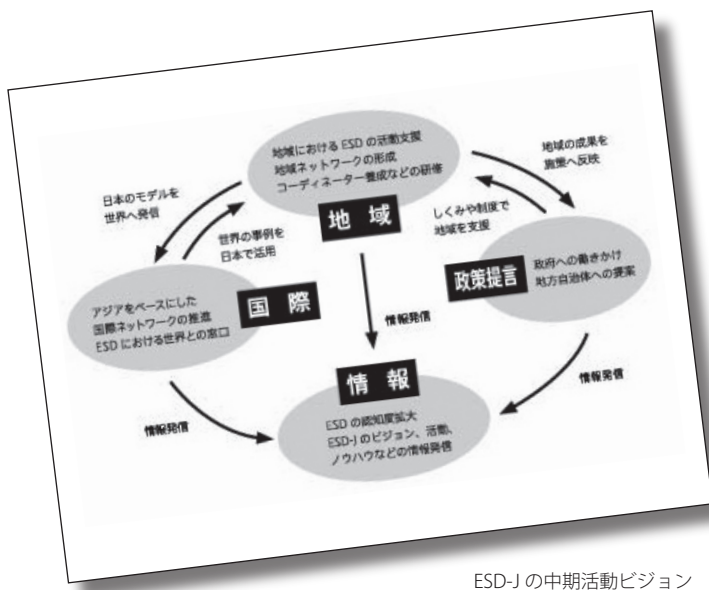 地域における ESD の活動支援
地域ネットワークの形成
コーディネーター養成などの研修
地 域
日本のモデルを
世界へ発信
世界の事例を
日本で活用
地域の成果を
施策へ反映
しくみや制度で
地域を支援
アジアをベースにした
国際ネットワークの推進
ESD における世界との窓口
国 際
政策提言
政府への働きかけ
地方自治体への提案
情報発信
情報発信
情報発信
情 報
ESD の認知度拡大
ESD-J のビジョン、活動、
ノウハウなどの情報発信
ESD-J の中期活動ビジョン